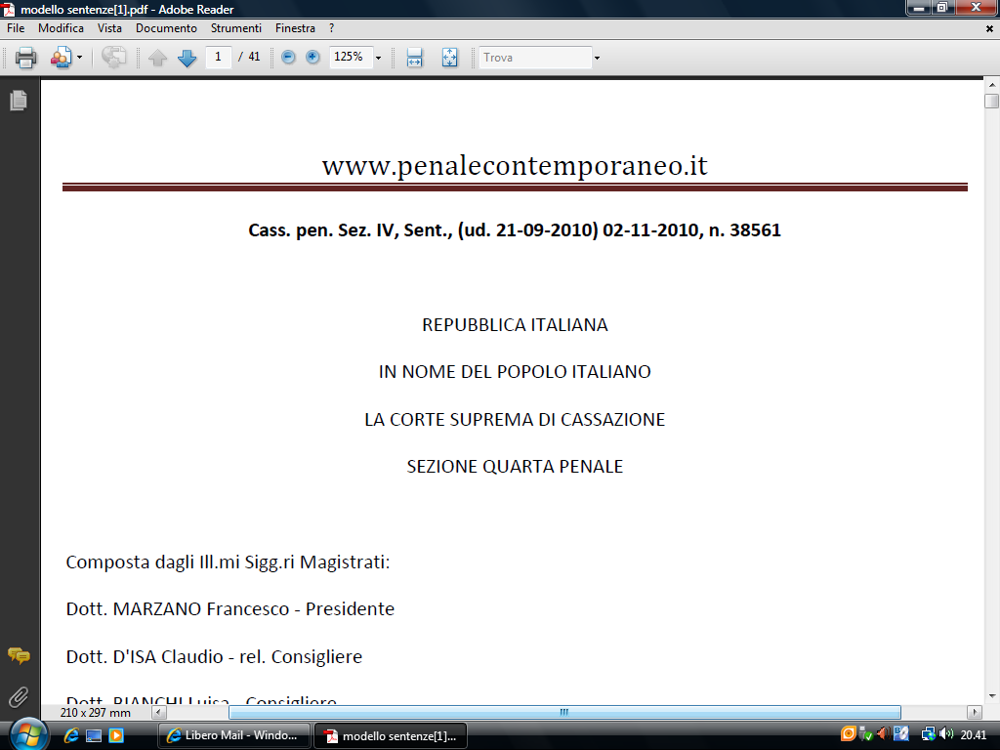 modello sentenze[1].pdf - Adobe Reader
File Modifica Vista Documento Strumenti Finestra ?
1 / 41 125% Trova
www.penalecontemporaneo.it
Cass. pen. Sez. IV, Sent., (ud. 21-09-2010) 02-11-2010, n. 38561
REPUBBLICA ITALIANA
IN NOME DEL POPOLO ITALIANO
LA CORTE SUPREMA DI CASSAZIONE
SEZIONE QUARTA PENALE
Composta dagli Ill.mi Sigg.ri Magistrati:
Dott. MARZANO Francesco - Presidente
Dott. D'ISA Claudio - rel. Consigliere
Dott. BIANCHI Luisa - Consigliere
210 x 297 mm
Libero Mail - Windo... modello sentenze[1]... 20.41